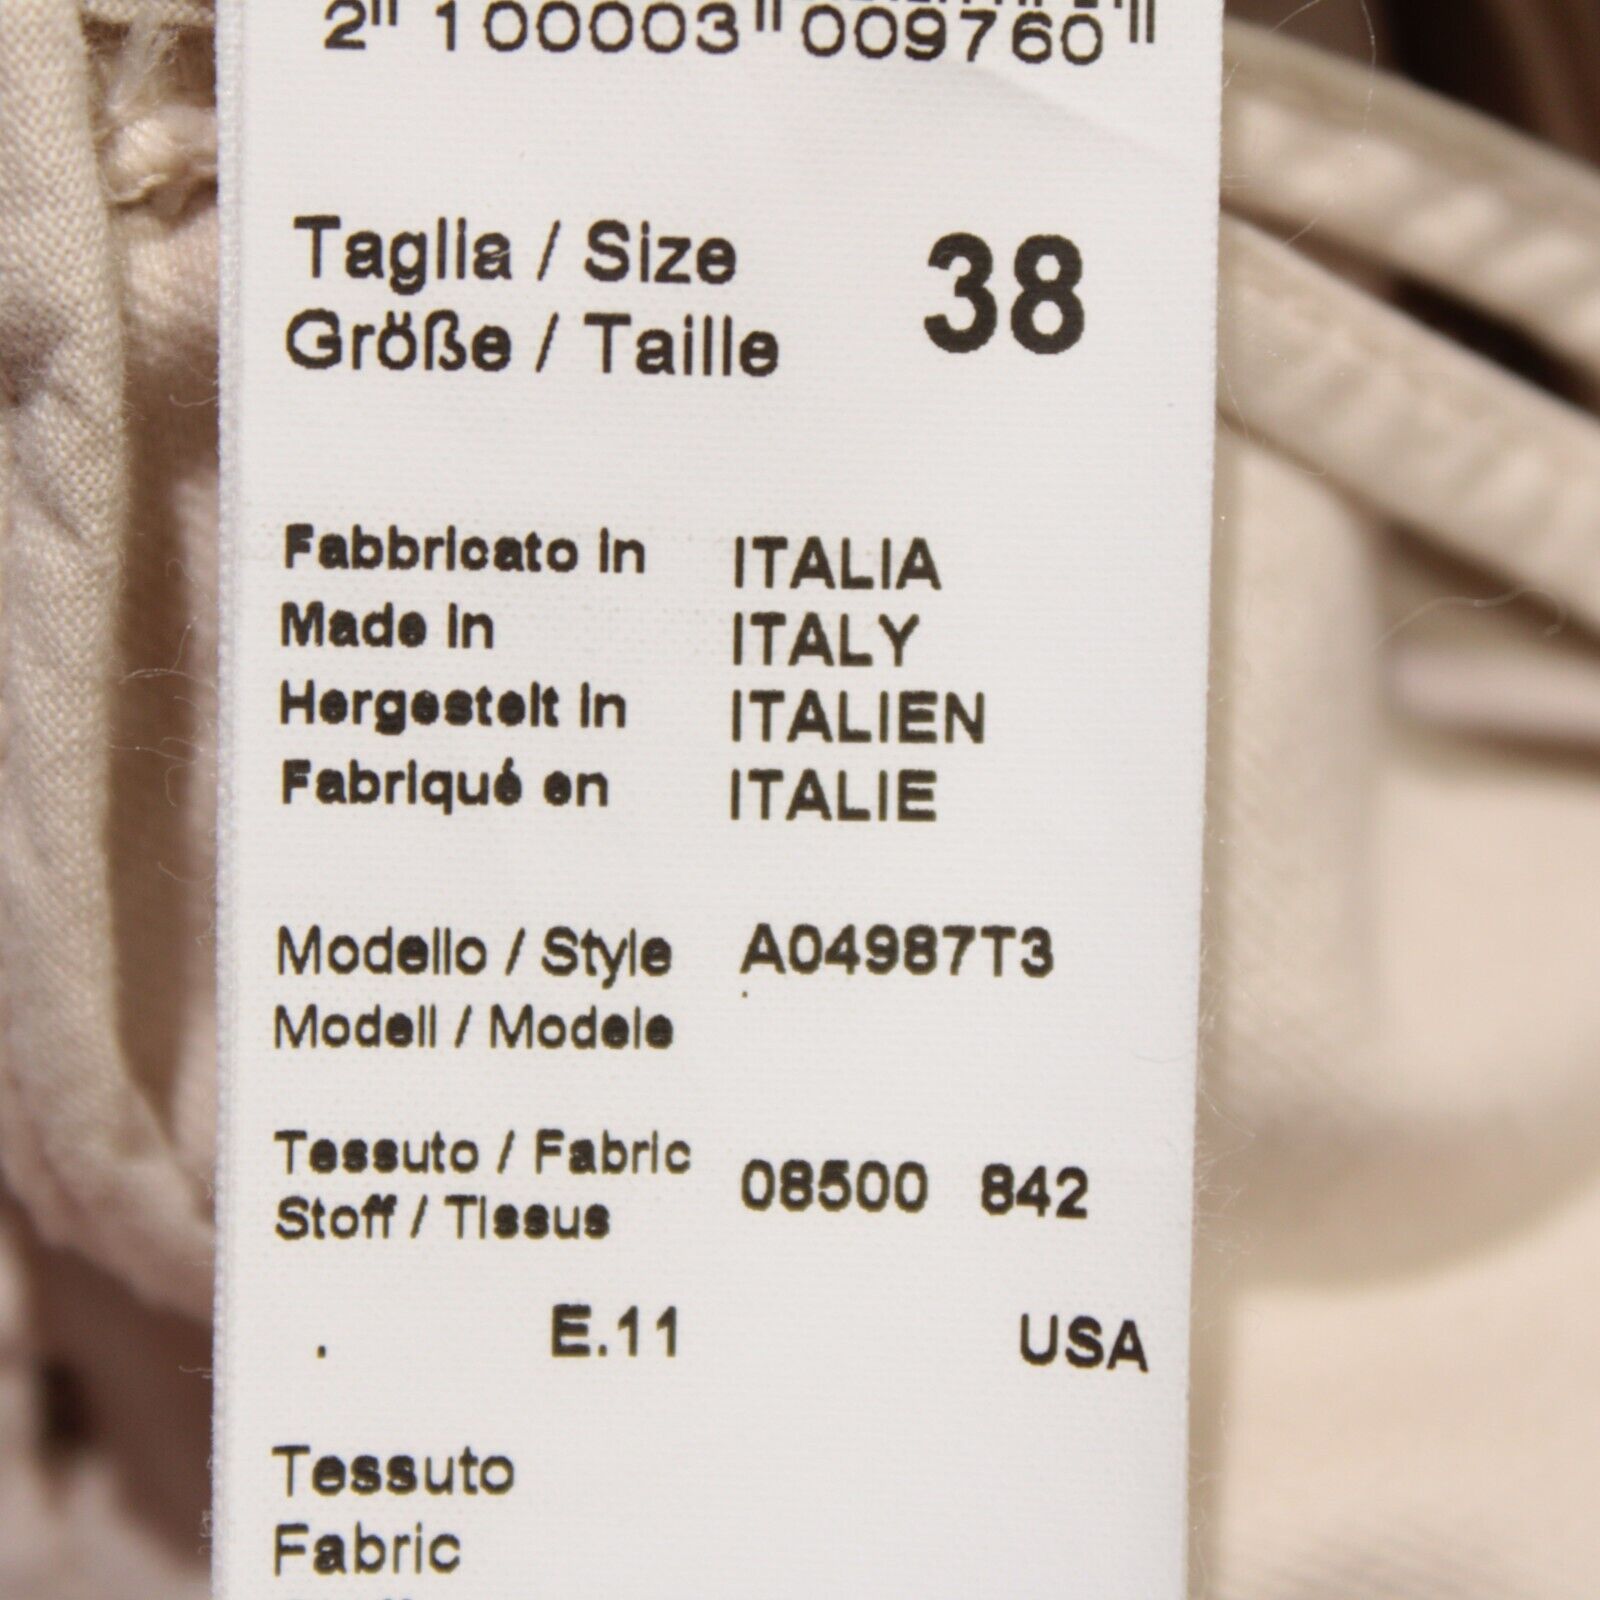 2" 100003"009760"
Taglia / Size 38
Größe / Taille
Fabbricato in ITALIA
Made in ITALY
Hergestelt in ITALIEN
Fabriqué en ITALIE
Modello / Style A04987T3
Modell / Modele
Tessuto / Fabric 08500 842
Stoff / Tissus
. E.11 USA
Tessuto
Fabric